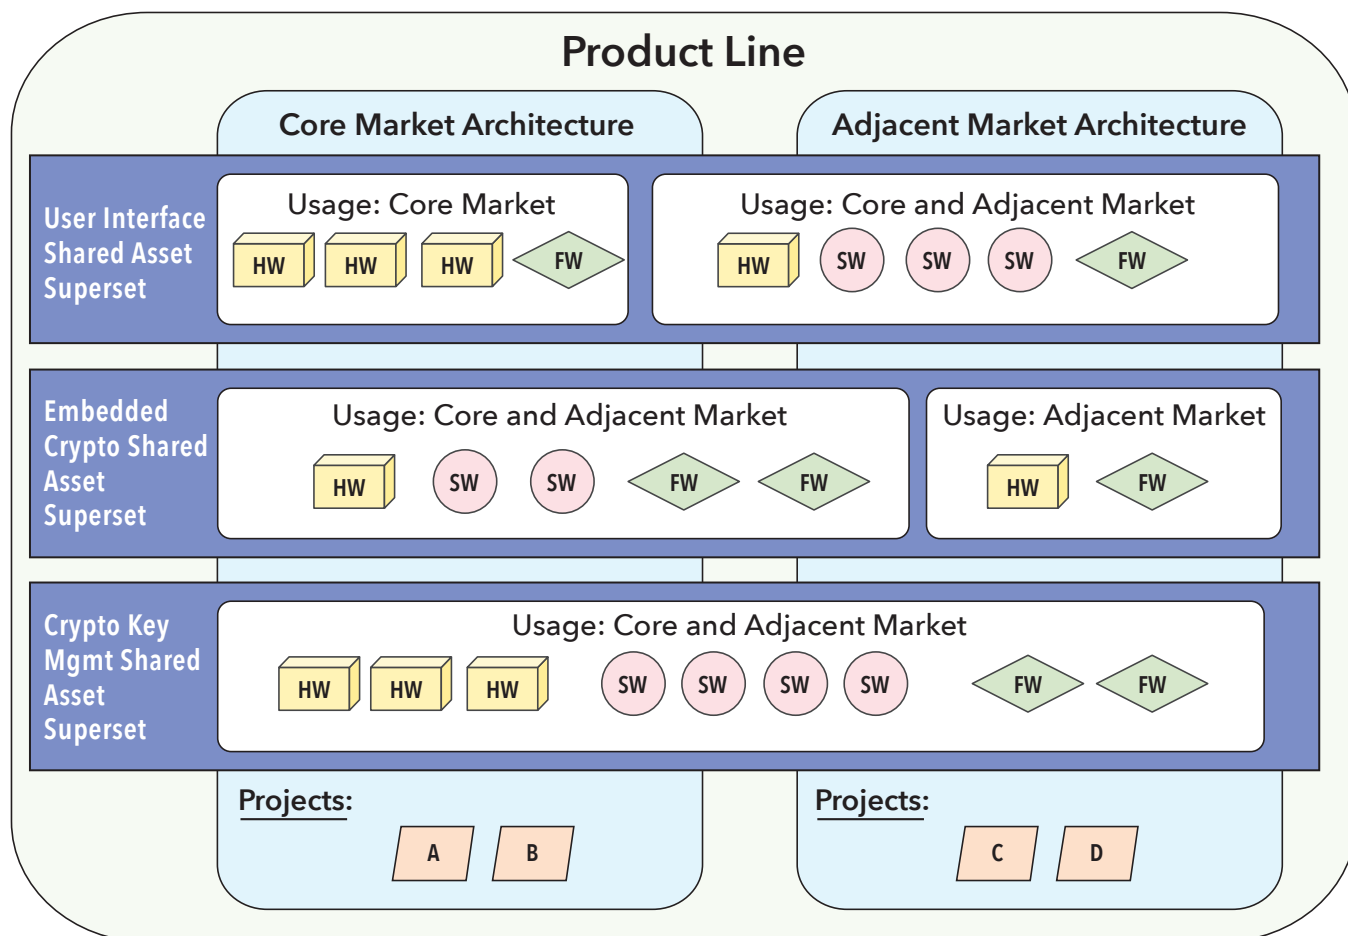 Product Line
Core Market Architecture
Adjacent Market Architecture
User Interface
Shared Asset
Superset
Usage: Core Market
HW HW HW FW
Usage: Core and Adjacent Market
HW SW SW SW FW
Embedded
Crypto Shared
Asset
Superset
Usage: Core and Adjacent Market
HW SW SW FW FW
Usage: Adjacent Market
HW FW
Crypto Key
Mgmt Shared
Asset
Superset
Usage: Core and Adjacent Market
HW HW HW SW SW SW SW FW FW
Projects:
A B
Projects:
C D